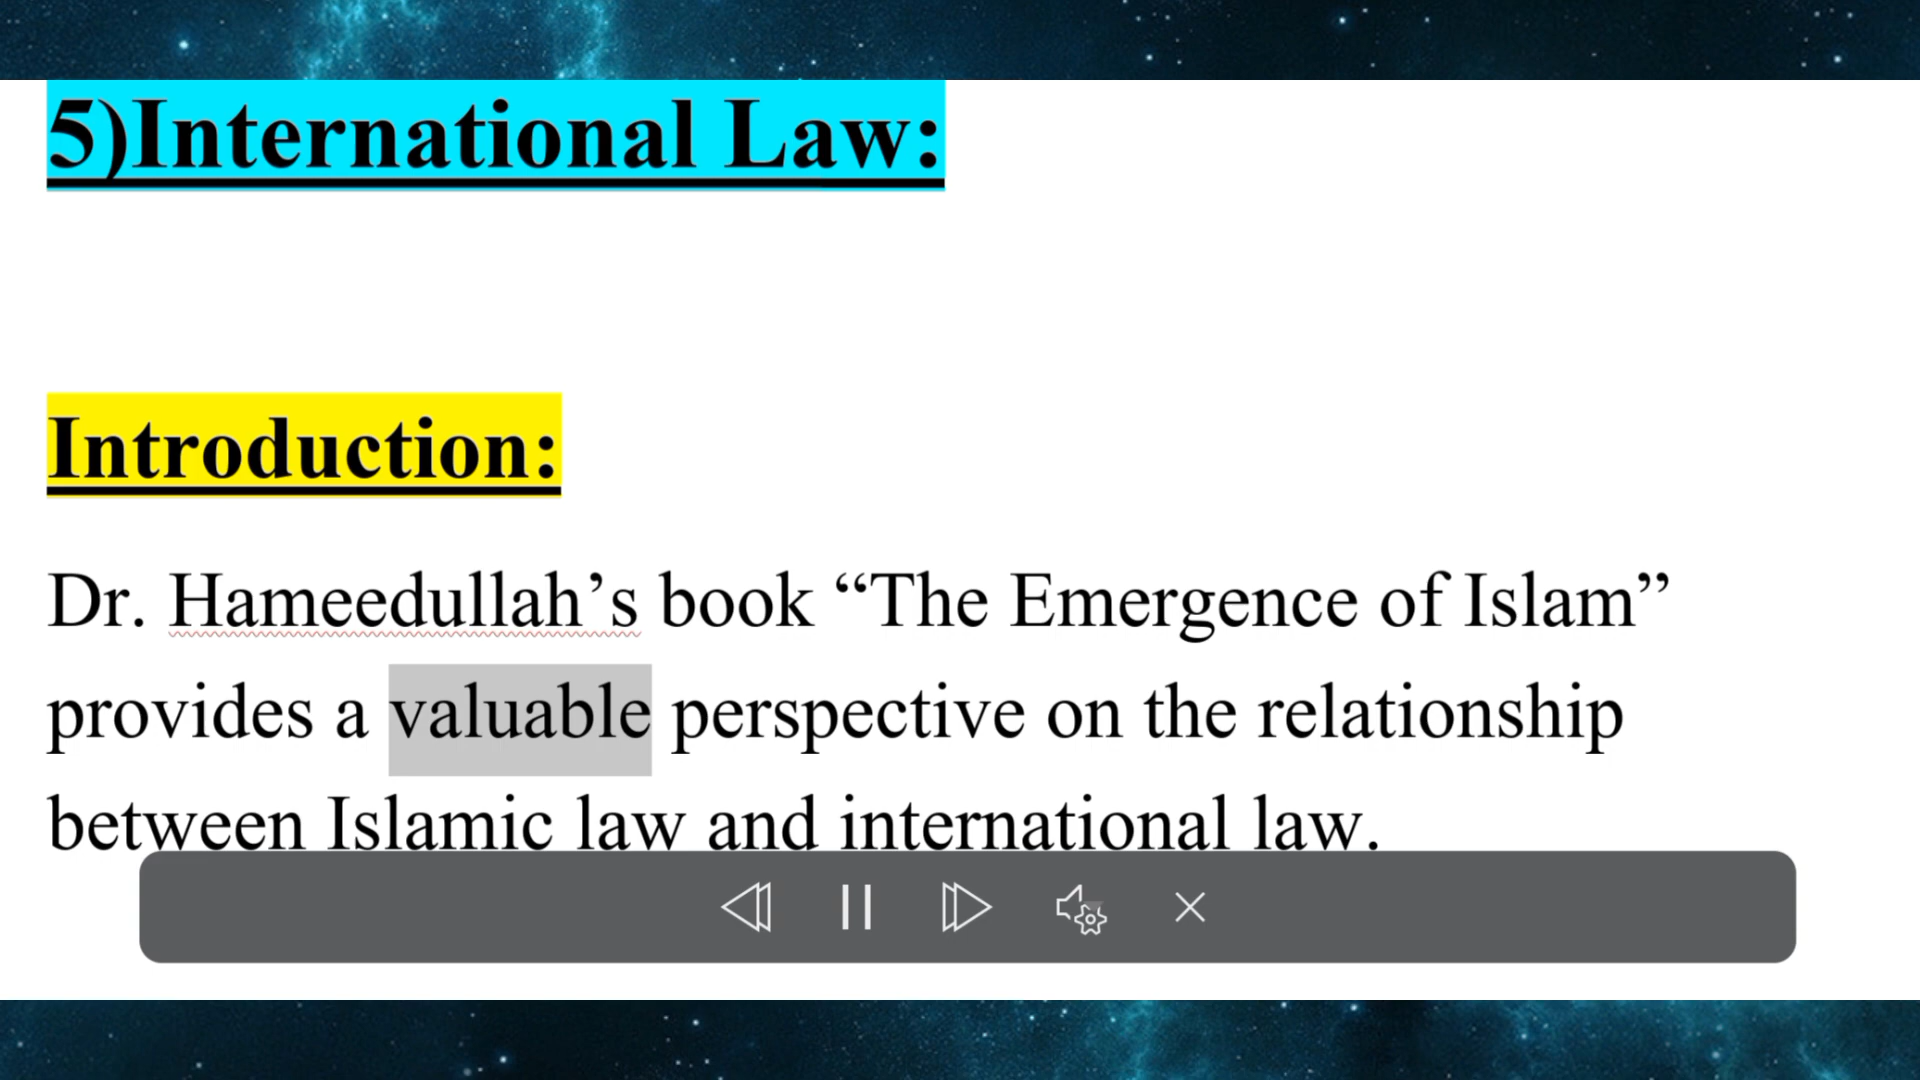 5)International Law:
Introduction:
Dr. Hameedullah’s book “The Emergence of Islam”
provides a valuable perspective on the relationship
between Islamic law and international law.